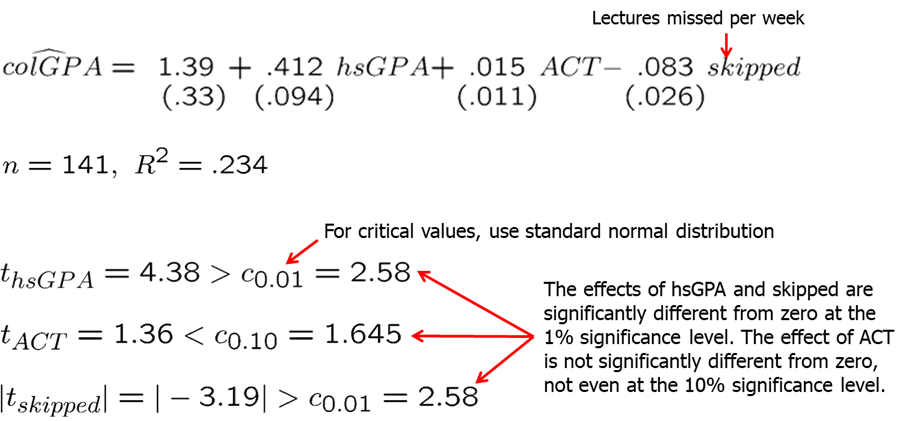 Lectures missed per week
\widehat{colGPA} = 1.39 + .412 hsGPA + .015 ACT − .083 skipped
(.33) (.094) (.011) (.026)
n = 141, R² = .234
For critical values, use standard normal distribution
t_{hsGPA} = 4.38 > c_{0.01} = 2.58
The effects of hsGPA and skipped are
significantly different from zero at the
1% significance level. The effect of ACT
is not significantly different from zero,
not even at the 10% significance level.
t_{ACT} = 1.36 < c_{0.10} = 1.645
|t_{skipped}| = | − 3.19| > c_{0.01} = 2.58